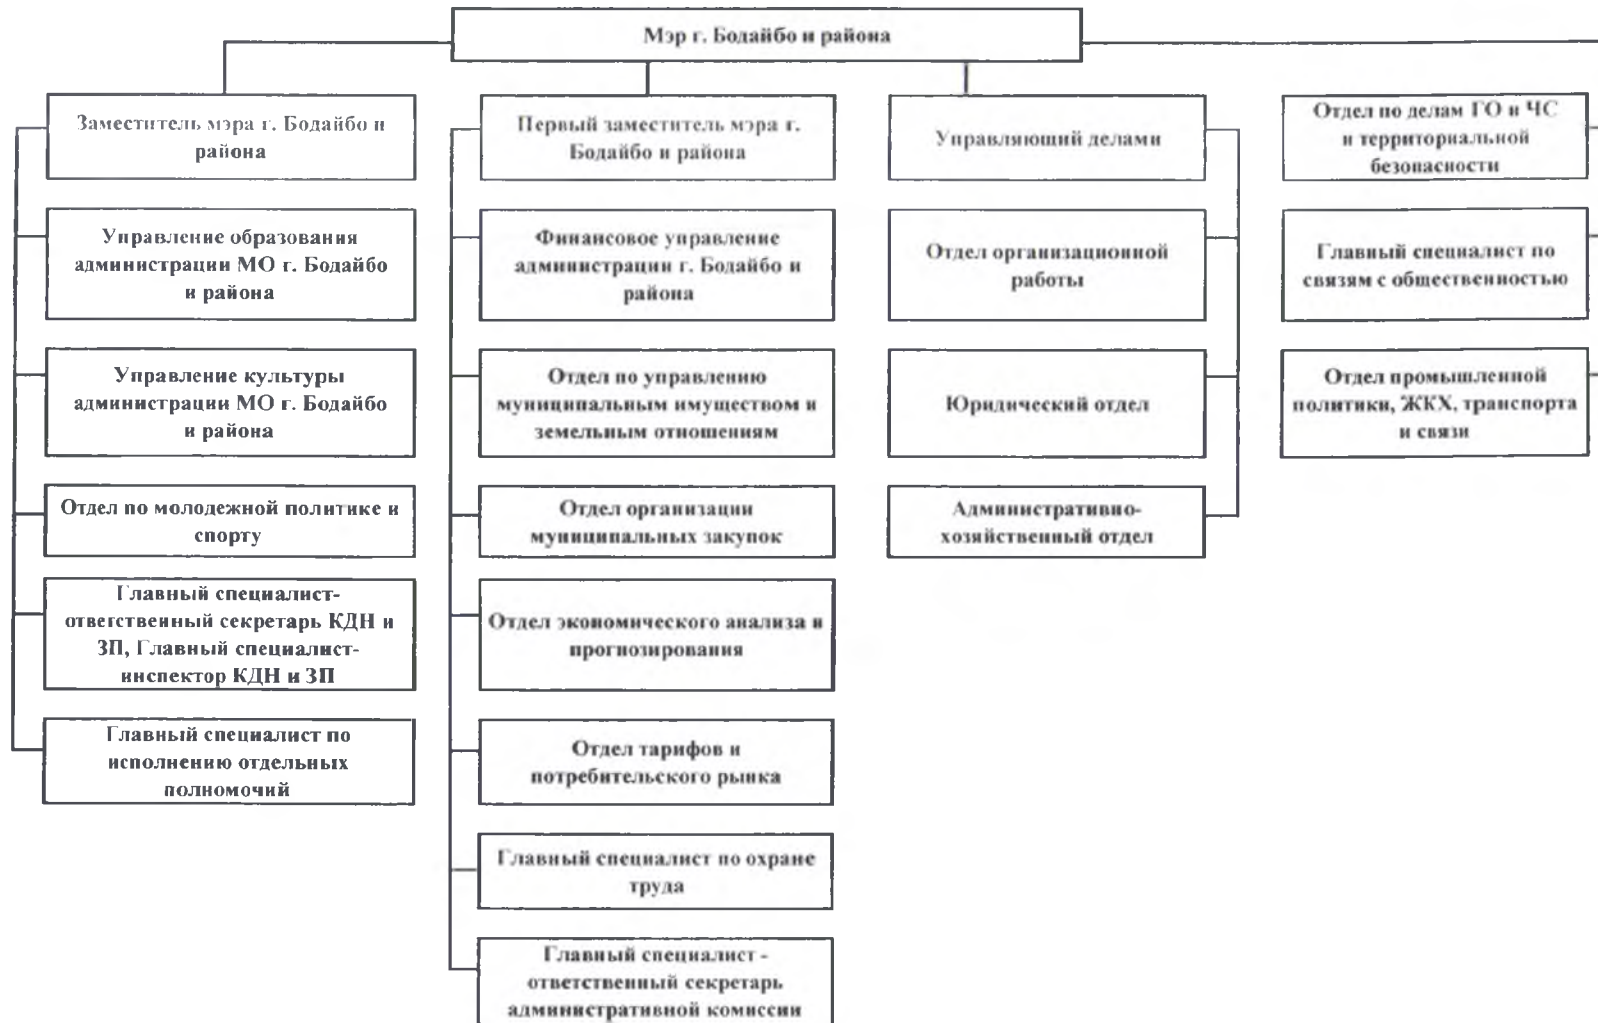 Мэр г. Бодайбо и района
Заместитель мэра г. Бодайбо и
района
Управление образования
администрации МО г. Бодайбо
и района
Управление культуры
администрации МО г. Бодайбо
и района
Отдел по молодежной политике и
спорту
Главный специалист-
ответственный секретарь КДН и
ЗП, Главный специалист-
инспектор КДН и ЗП
Главный специалист по
исполнению отдельных
полномочий
Первый заместитель мэра г.
Бодайбо и района
Финансовое управление
администрации г. Бодайбо и
района
Отдел по управлению
муниципальным имуществом и
земельным отношениям
Отдел организации
муниципальных закупок
Отдел экономического анализа и
прогнозирования
Отдел тарифов и
потребительского рынка
Главный специалист по охране
труда
Главный специалист -
ответственный секретарь
административной комиссии
Управляющий делами
Отдел организационной
работы
Юридический отдел
Административно-
хозяйственный отдел
Отдел по делам ГО и ЧС
и территориальной
безопасности
Главный специалист по
связям с общественностью
Отдел промышленной
политики, ЖКХ, транспорта
и связи